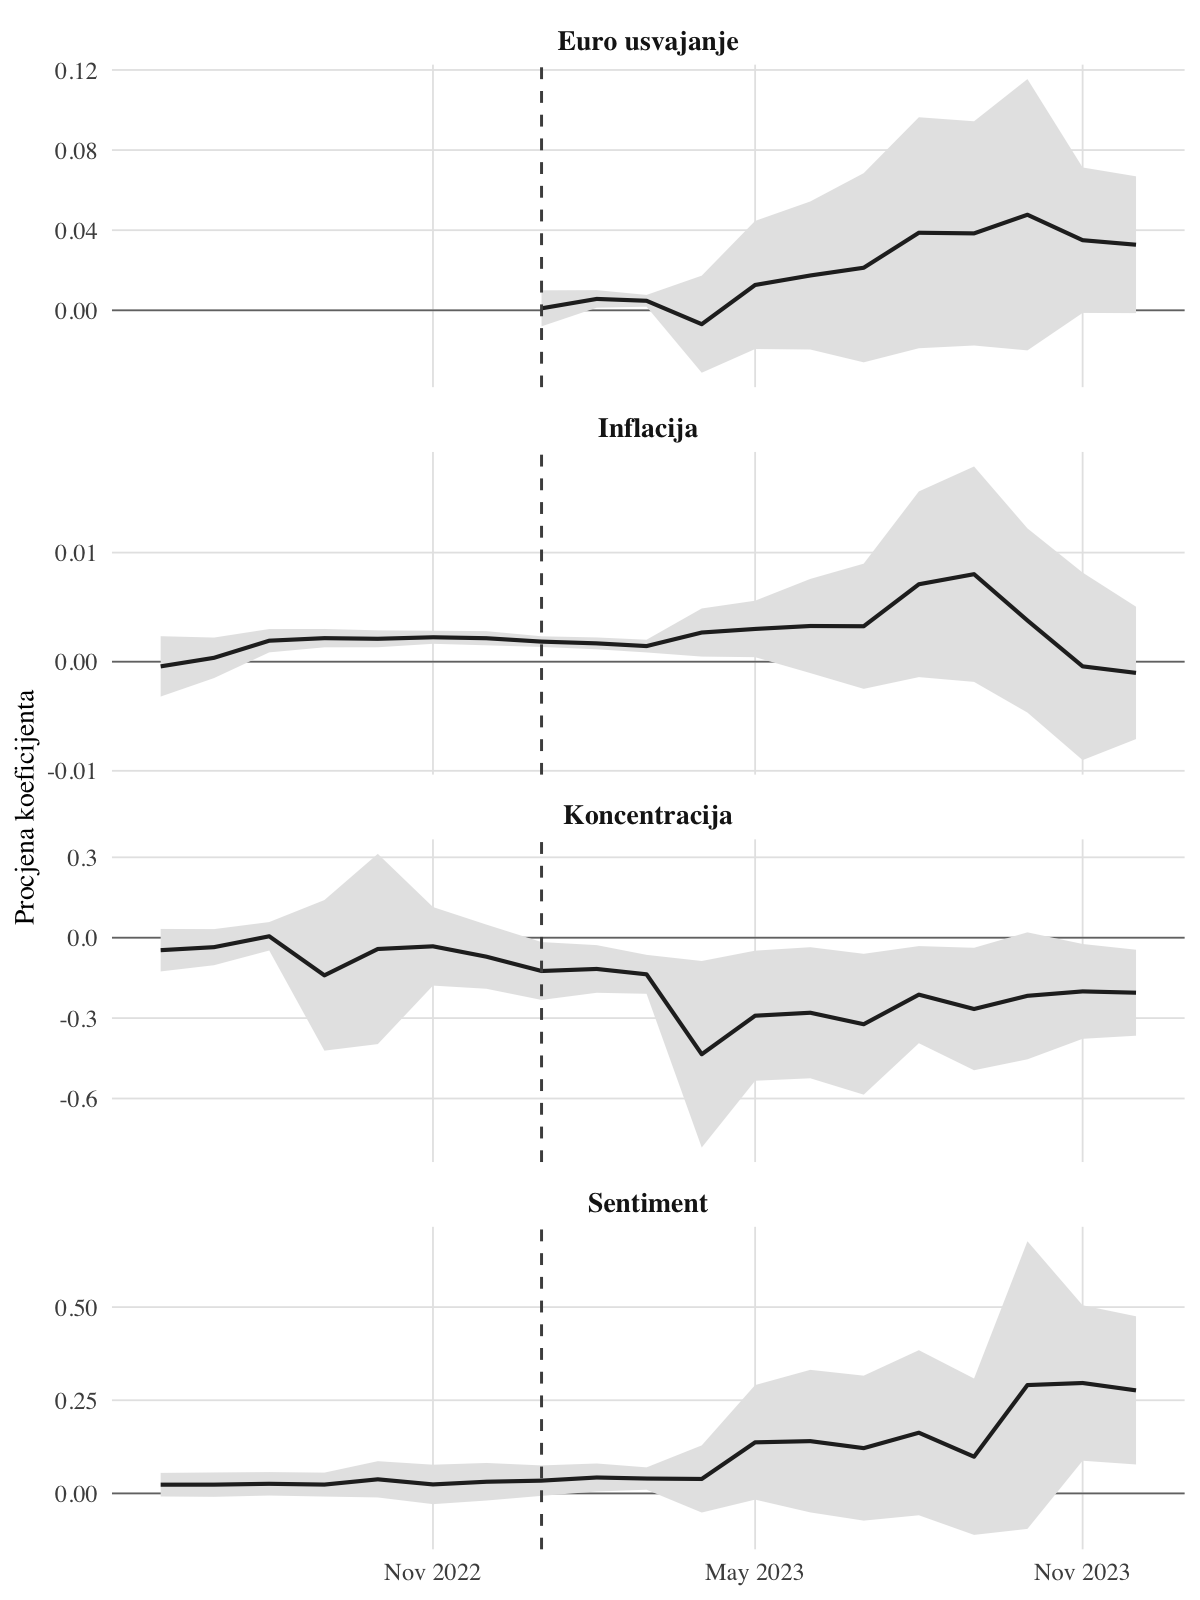 Euro usvajanje
0.12
0.08
0.04
0.00
Inflacija
0.01
0.00
-0.01
Procjena koeficijenta
Koncentracija
0.3
0.0
-0.3
-0.6
Sentiment
0.50
0.25
0.00
Nov 2022
May 2023
Nov 2023